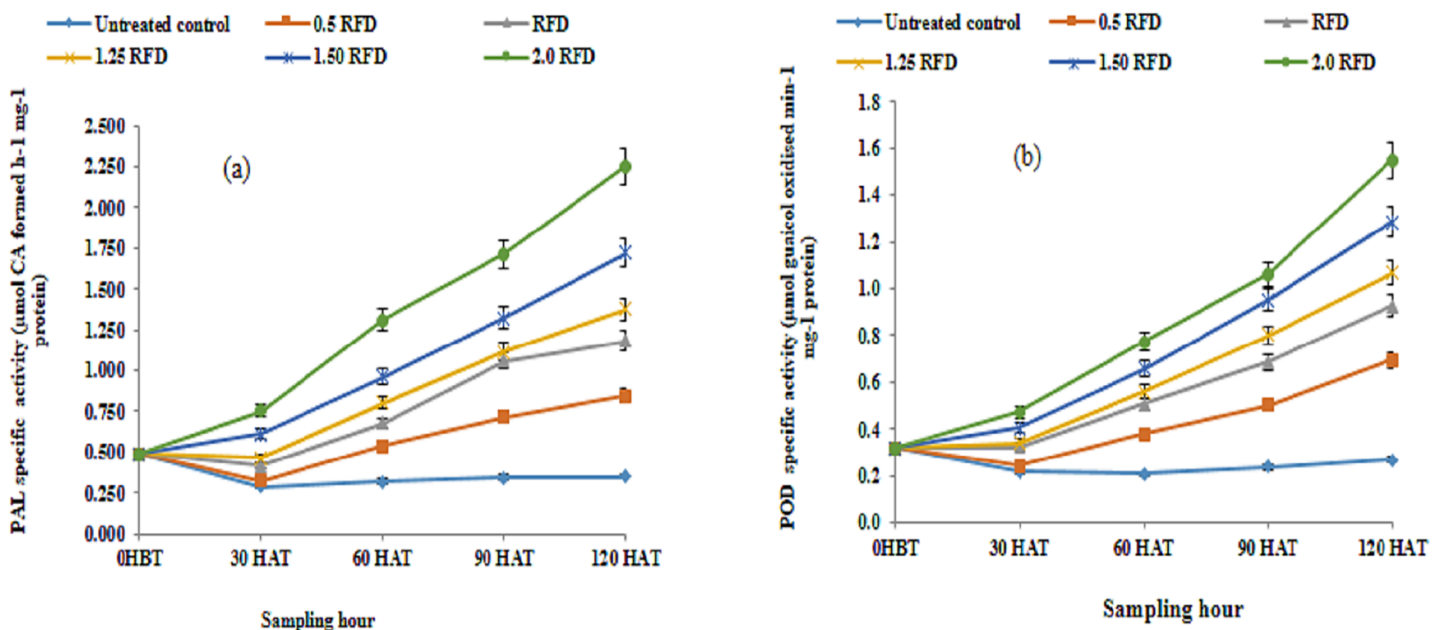 Untreated control 0.5 RFD RFD
1.25 RFD 1.50 RFD 2.0 RFD
PAL specific activity (µmol CA formed h-1 mg-1
protein)
2.500
2.250
2.000
1.750
1.500
1.250
1.000
0.750
0.500
0.250
0.000
(a)
0HBT 30 HAT 60 HAT 90 HAT 120 HAT
Sampling hour
Untreated control 0.5 RFD RFD
1.25 RFD 1.50 RFD 2.0 RFD
POD specific activity (µmol guaicol oxidised min-1
mg-1 protein)
1.8
1.6
1.4
1.2
1.0
0.8
0.6
0.4
0.2
0.0
(b)
0HBT 30 HAT 60 HAT 90 HAT 120 HAT
Sampling hour